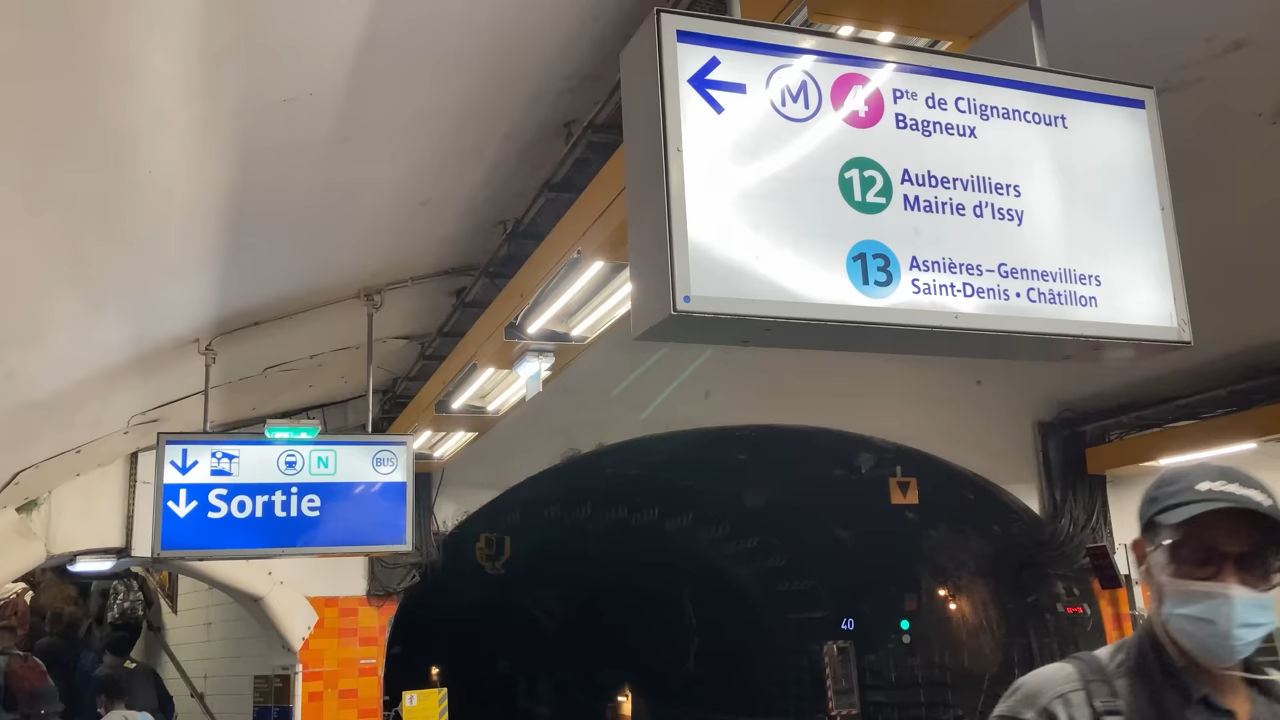 M 4 Pte de Clignancourt
Bagneux
12 Aubervilliers
Mairie d'Issy
13 Asnières–Gennevilliers
Saint-Denis • Châtillon
N BUS
Sortie
40